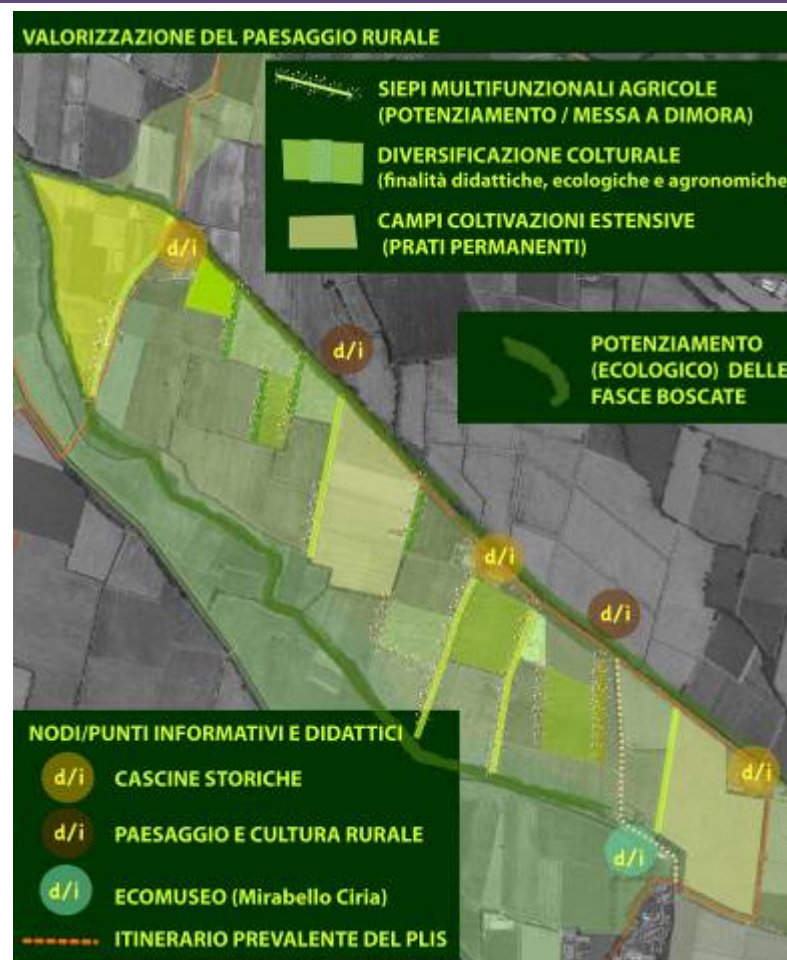 VALORIZZAZIONE DEL PAESAGGIO RURALE
SIEPI MULTIFUNZIONALI AGRICOLE
(POTENZIAMENTO / MESSA A DIMORA)
DIVERSIFICAZIONE COLTURALE
(finalità didattiche, ecologiche e agronomiche
CAMPI COLTIVAZIONI ESTENSIVE
(PRATI PERMANENTI)
d/i
d/i
POTENZIAMENTO
(ECOLOGICO) DELLE
FASCE BOSCATE
d/i
d/i
d/i
d/i
NODI/PUNTI INFORMATIVI E DIDATTICI
d/i CASCINE STORICHE
d/i PAESAGGIO E CULTURA RURALE
d/i ECOMUSEO (Mirabello Ciria)
ITINERARIO PREVALENTE DEL PLIS